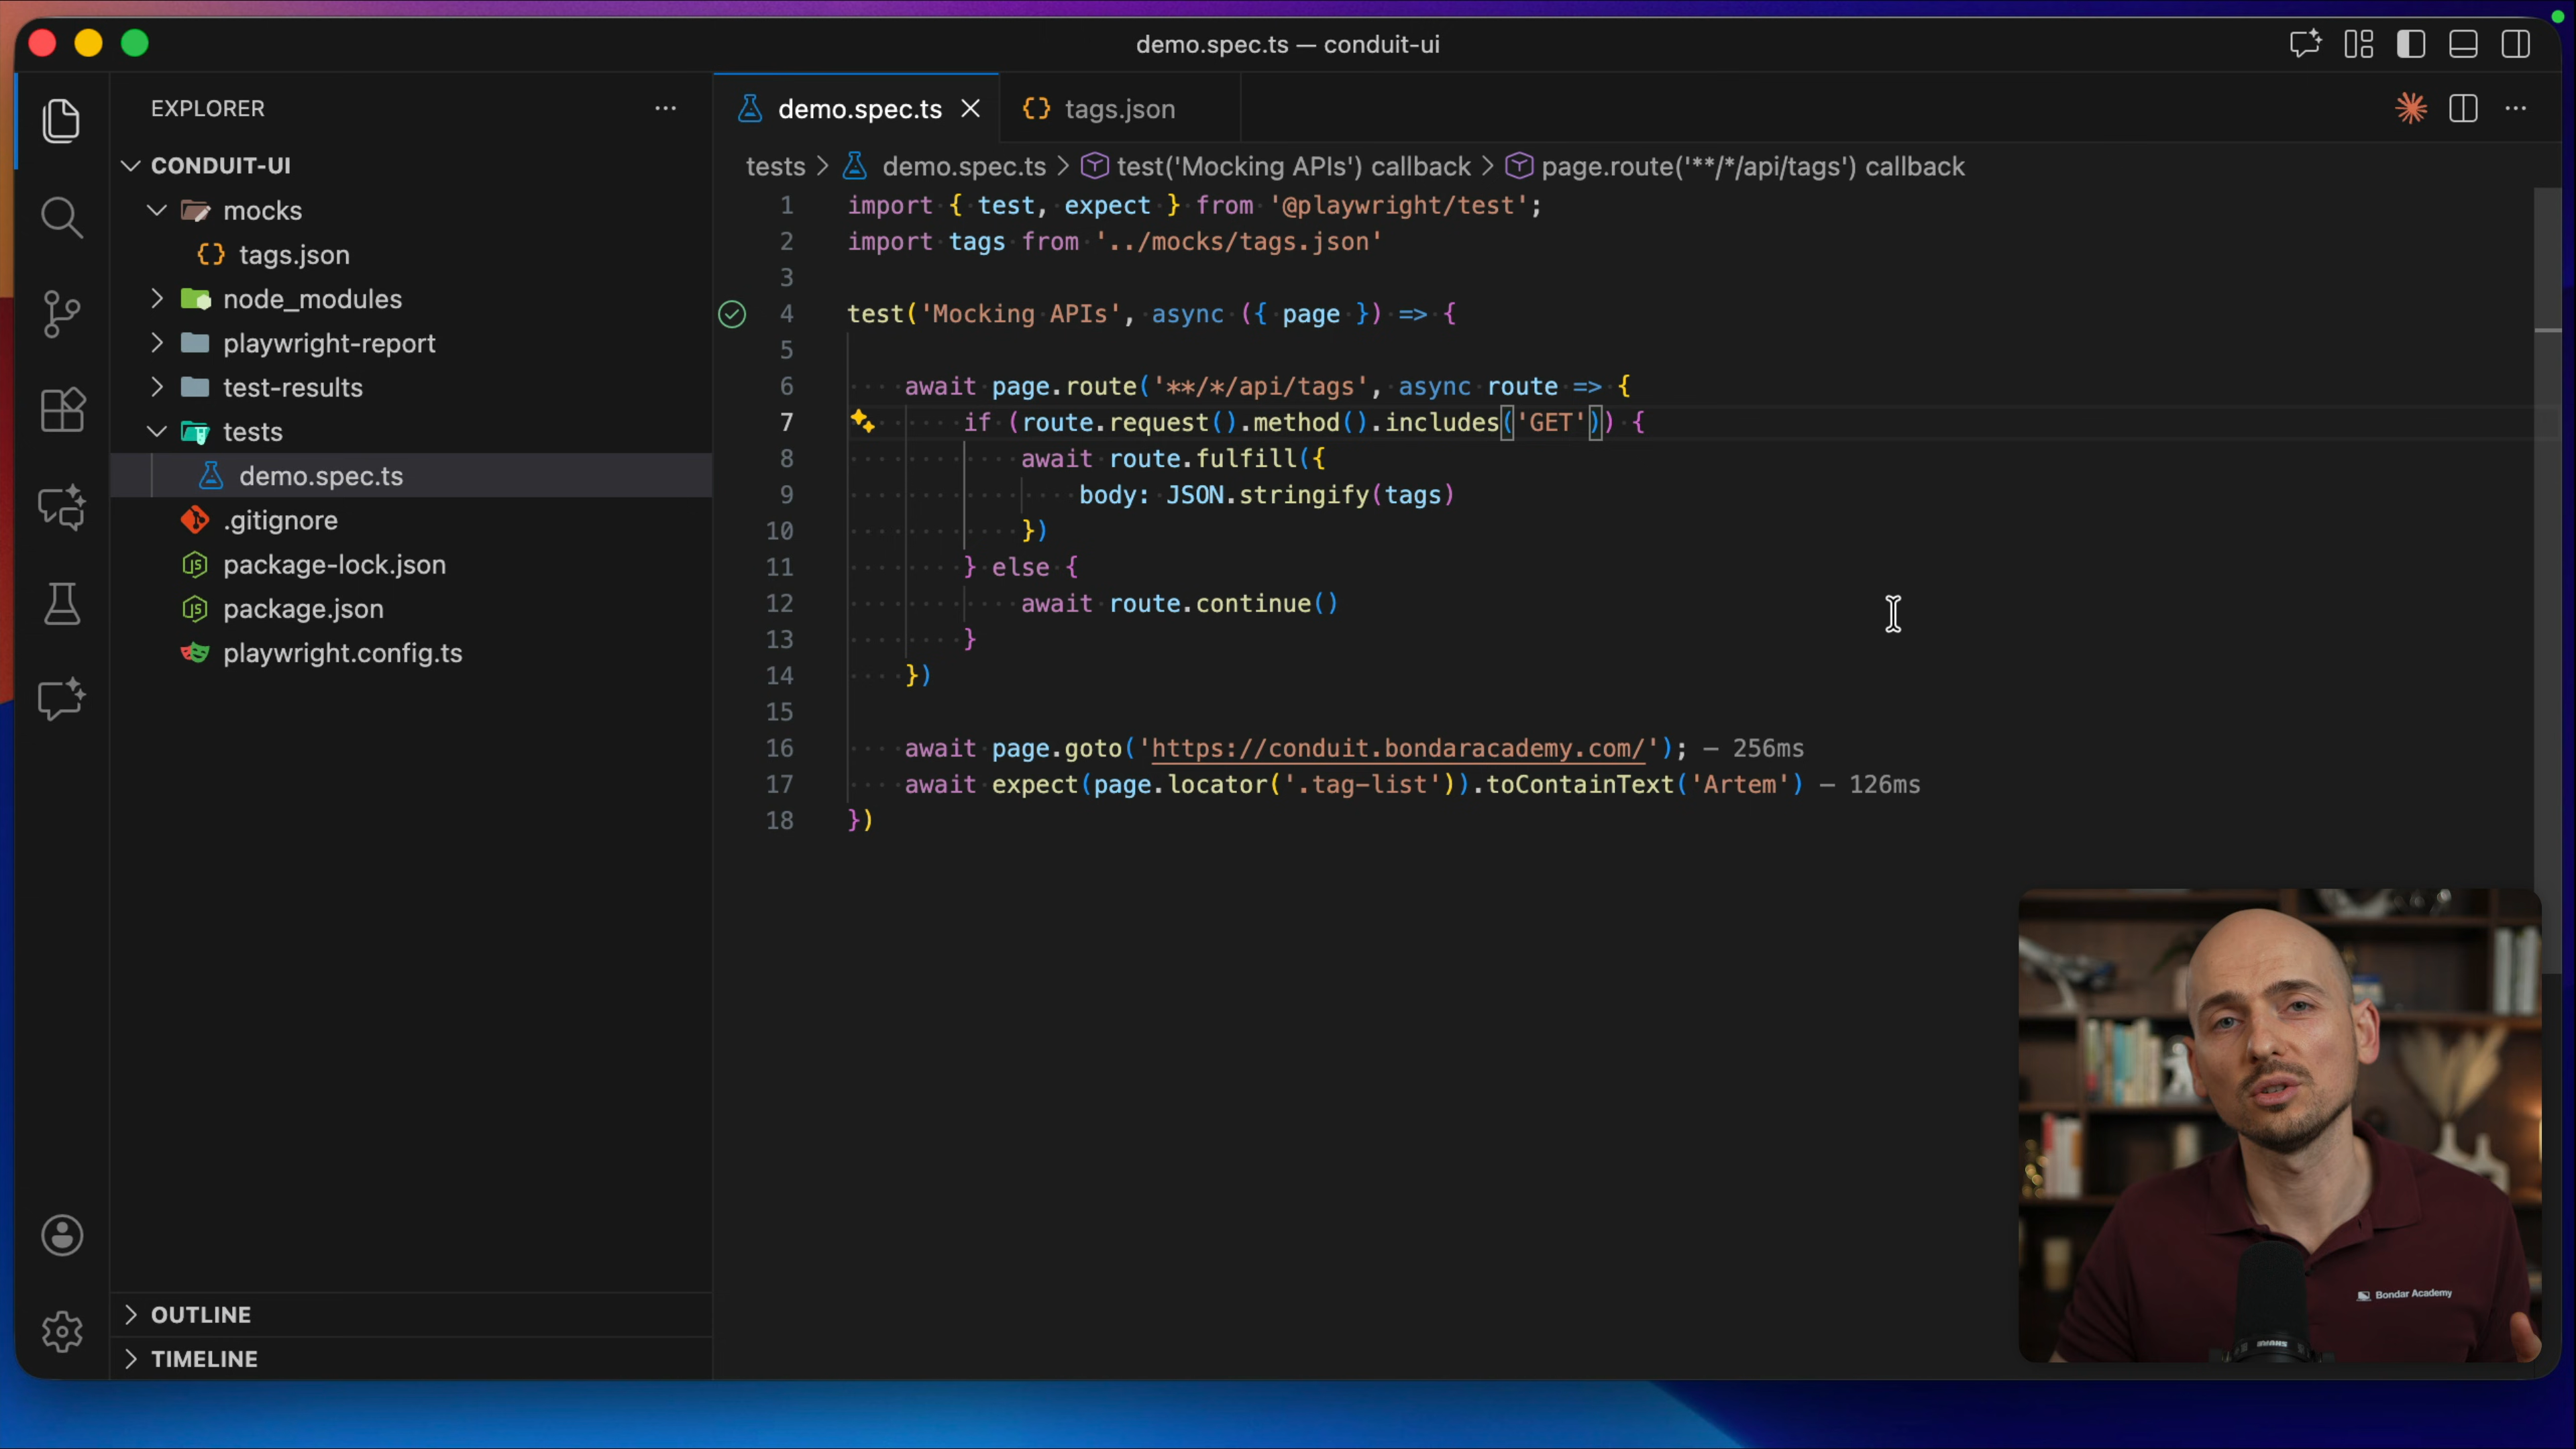 demo.spec.ts — conduit-ui
EXPLORER
demo.spec.ts
tags.json
tests > demo.spec.ts > test('Mocking APIs') callback > page.route('**/*/api/tags') callback
CONDUIT-UI
mocks
tags.json
node_modules
playwright-report
test-results
tests
demo.spec.ts
.gitignore
package-lock.json
package.json
playwright.config.ts
OUTLINE
TIMELINE
1 import { test, expect } from '@playwright/test';
2 import tags from '../mocks/tags.json'
3
4 test('Mocking APIs', async ({ page }) => {
5
6 await page.route('**/*/api/tags', async route => {
7 if (route.request().method().includes('GET')) {
8 await route.fulfill({
9 body: JSON.stringify(tags)
10 })
11 } else {
12 await route.continue()
13 }
14 })
15
16 await page.goto('https://conduit.bondaracademy.com/'); — 256ms
17 await expect(page.locator('.tag-list')).toContainText('Artem') — 126ms
18 })
Bondar Academy